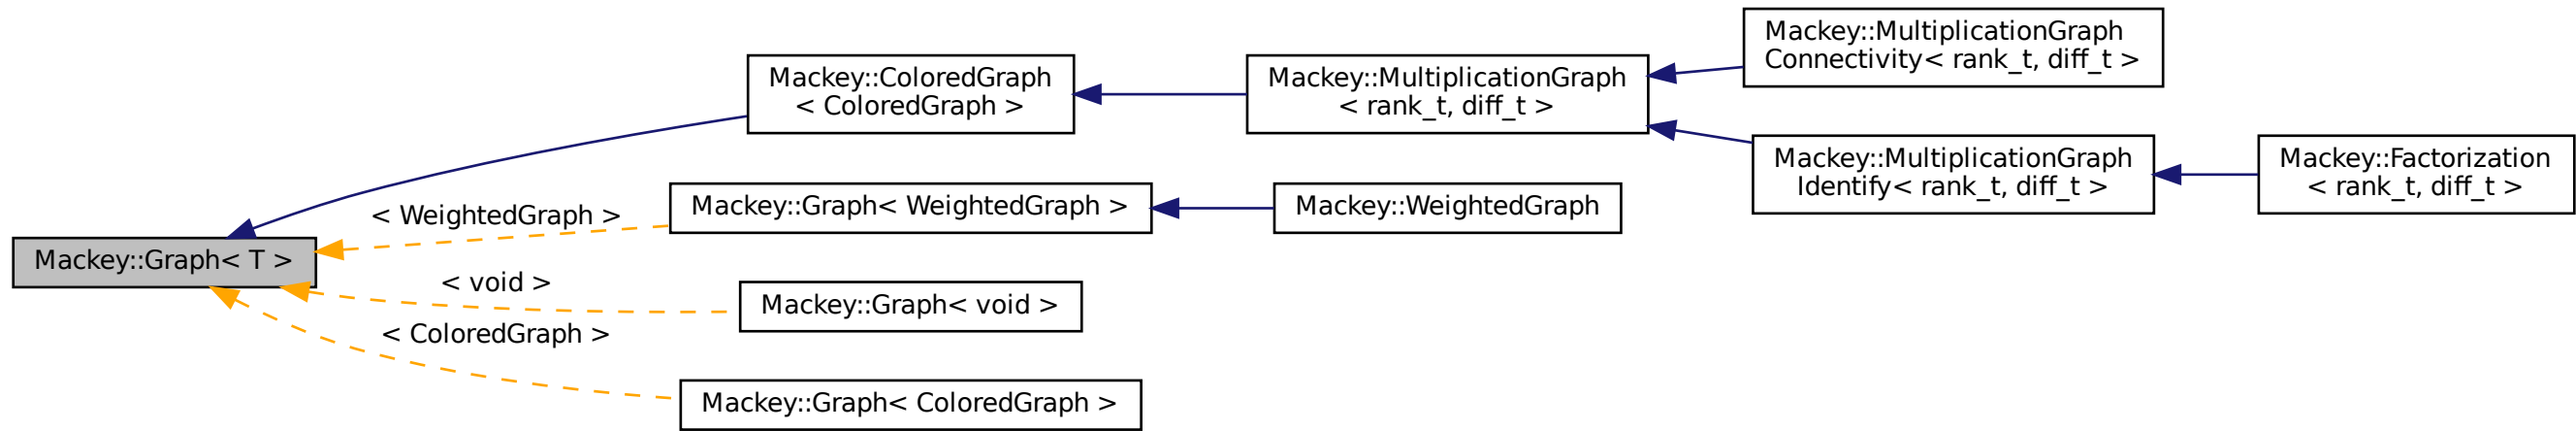 Mackey::MultiplicationGraph
Connectivity< rank_t, diff_t >
Mackey::ColoredGraph
< ColoredGraph >
Mackey::MultiplicationGraph
< rank_t, diff_t >
Mackey::MultiplicationGraph
Identify< rank_t, diff_t >
Mackey::Factorization
< rank_t, diff_t >
< WeightedGraph >
Mackey::Graph< WeightedGraph >
Mackey::WeightedGraph
Mackey::Graph< T >
< void >
Mackey::Graph< void >
< ColoredGraph >
Mackey::Graph< ColoredGraph >